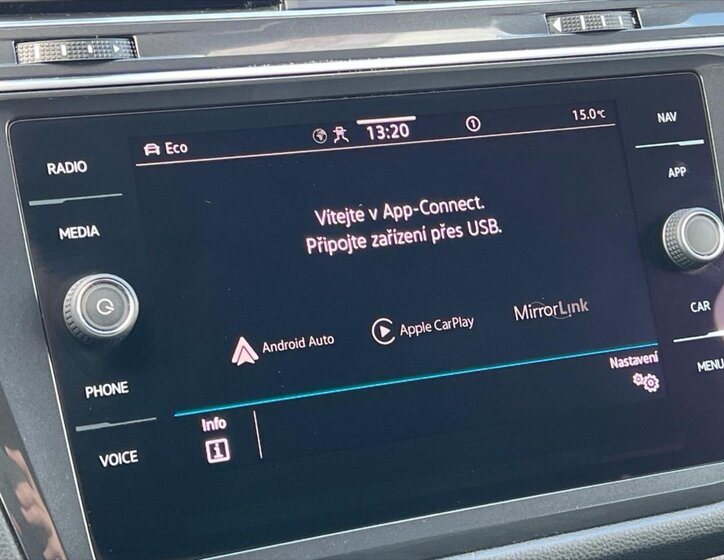 RADIO
MEDIA
PHONE
VOICE
Eco
13:20
1
15.0°C
Vítejte v App-Connect.
Připojte zařízení přes USB.
Android Auto
Apple CarPlay
MirrorLink
Nastavení
Info
NAV
APP
CAR
MENU